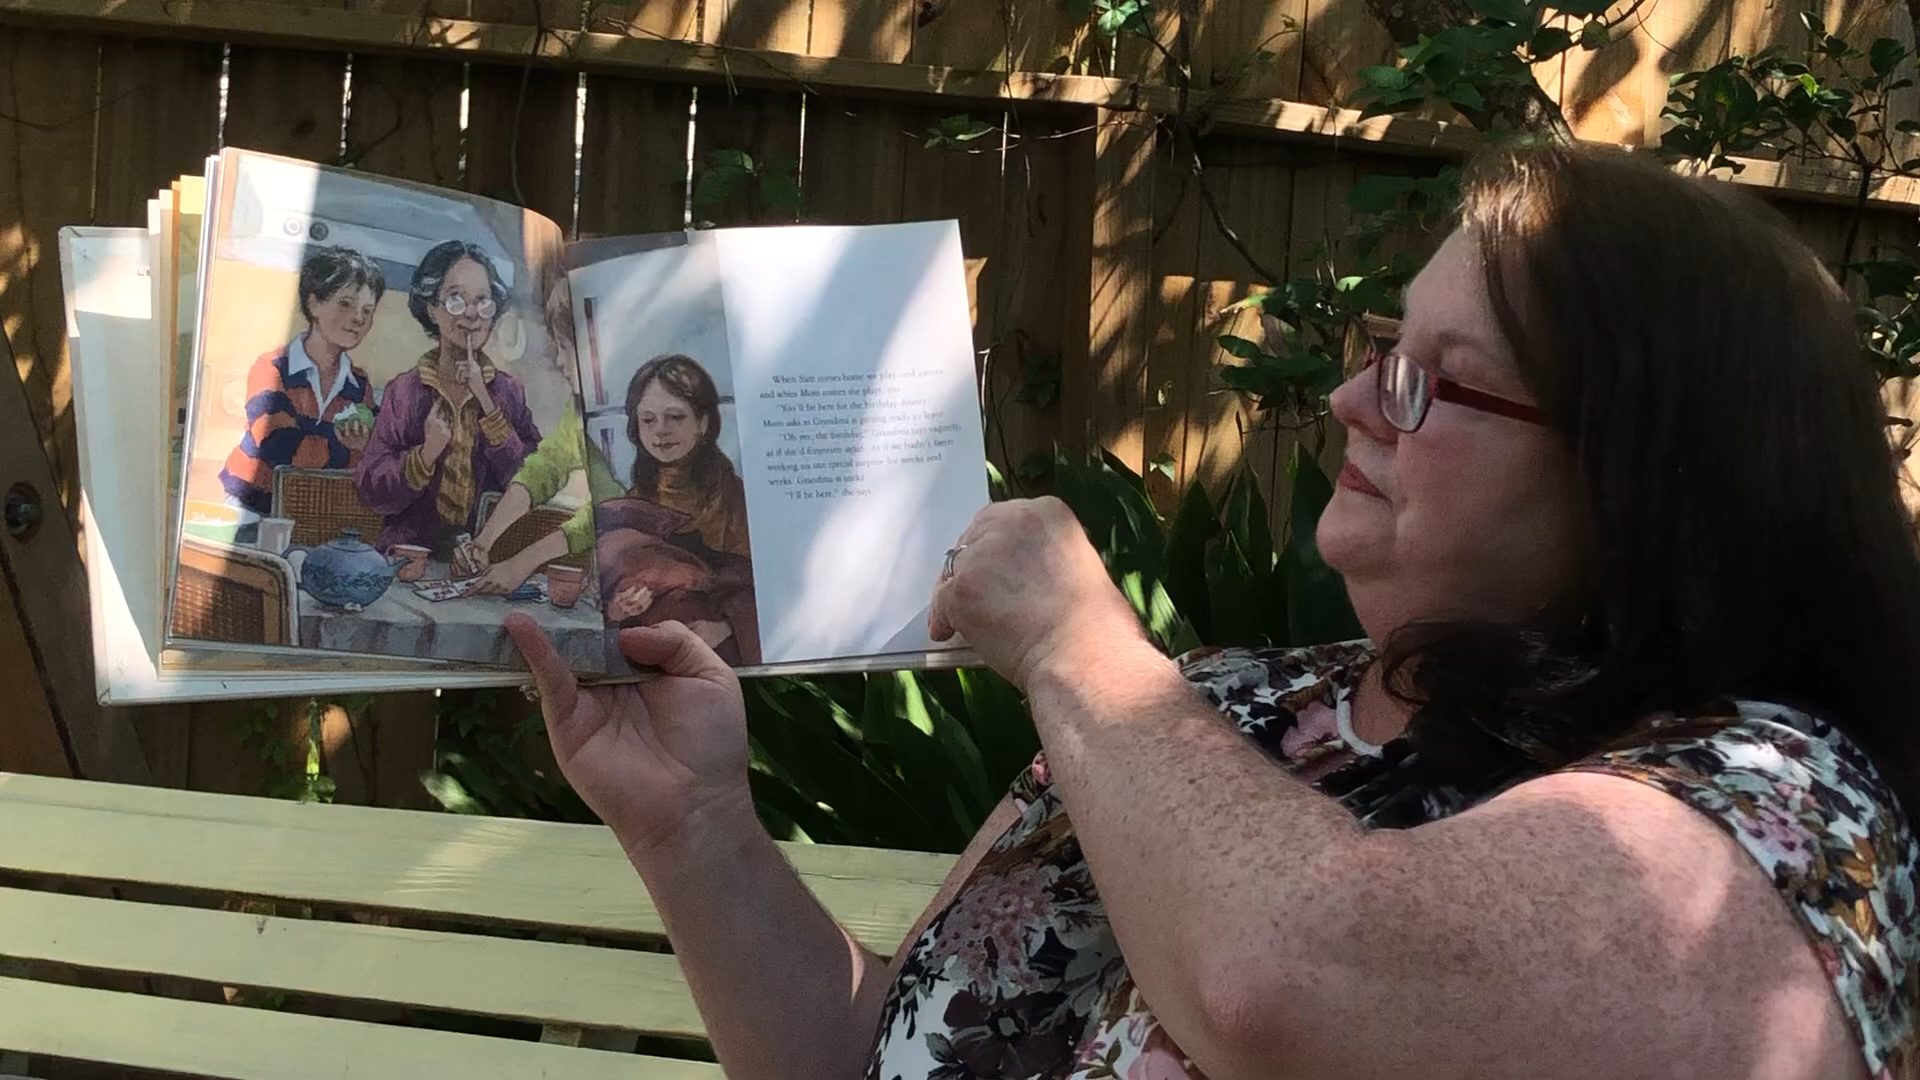 When Sam comes home we play card games,
and when Mom comes she plays, too.
"You'll be here for the birthday dinner,"
Mom asks as Grandma is getting ready to leave.
"Oh yes, the birthday," Grandma says vaguely,
as if she'd forgotten again. As if we hadn't been
working on our special surprise for weeks and
weeks. Grandma is tricky.
"I'll be here," she says.